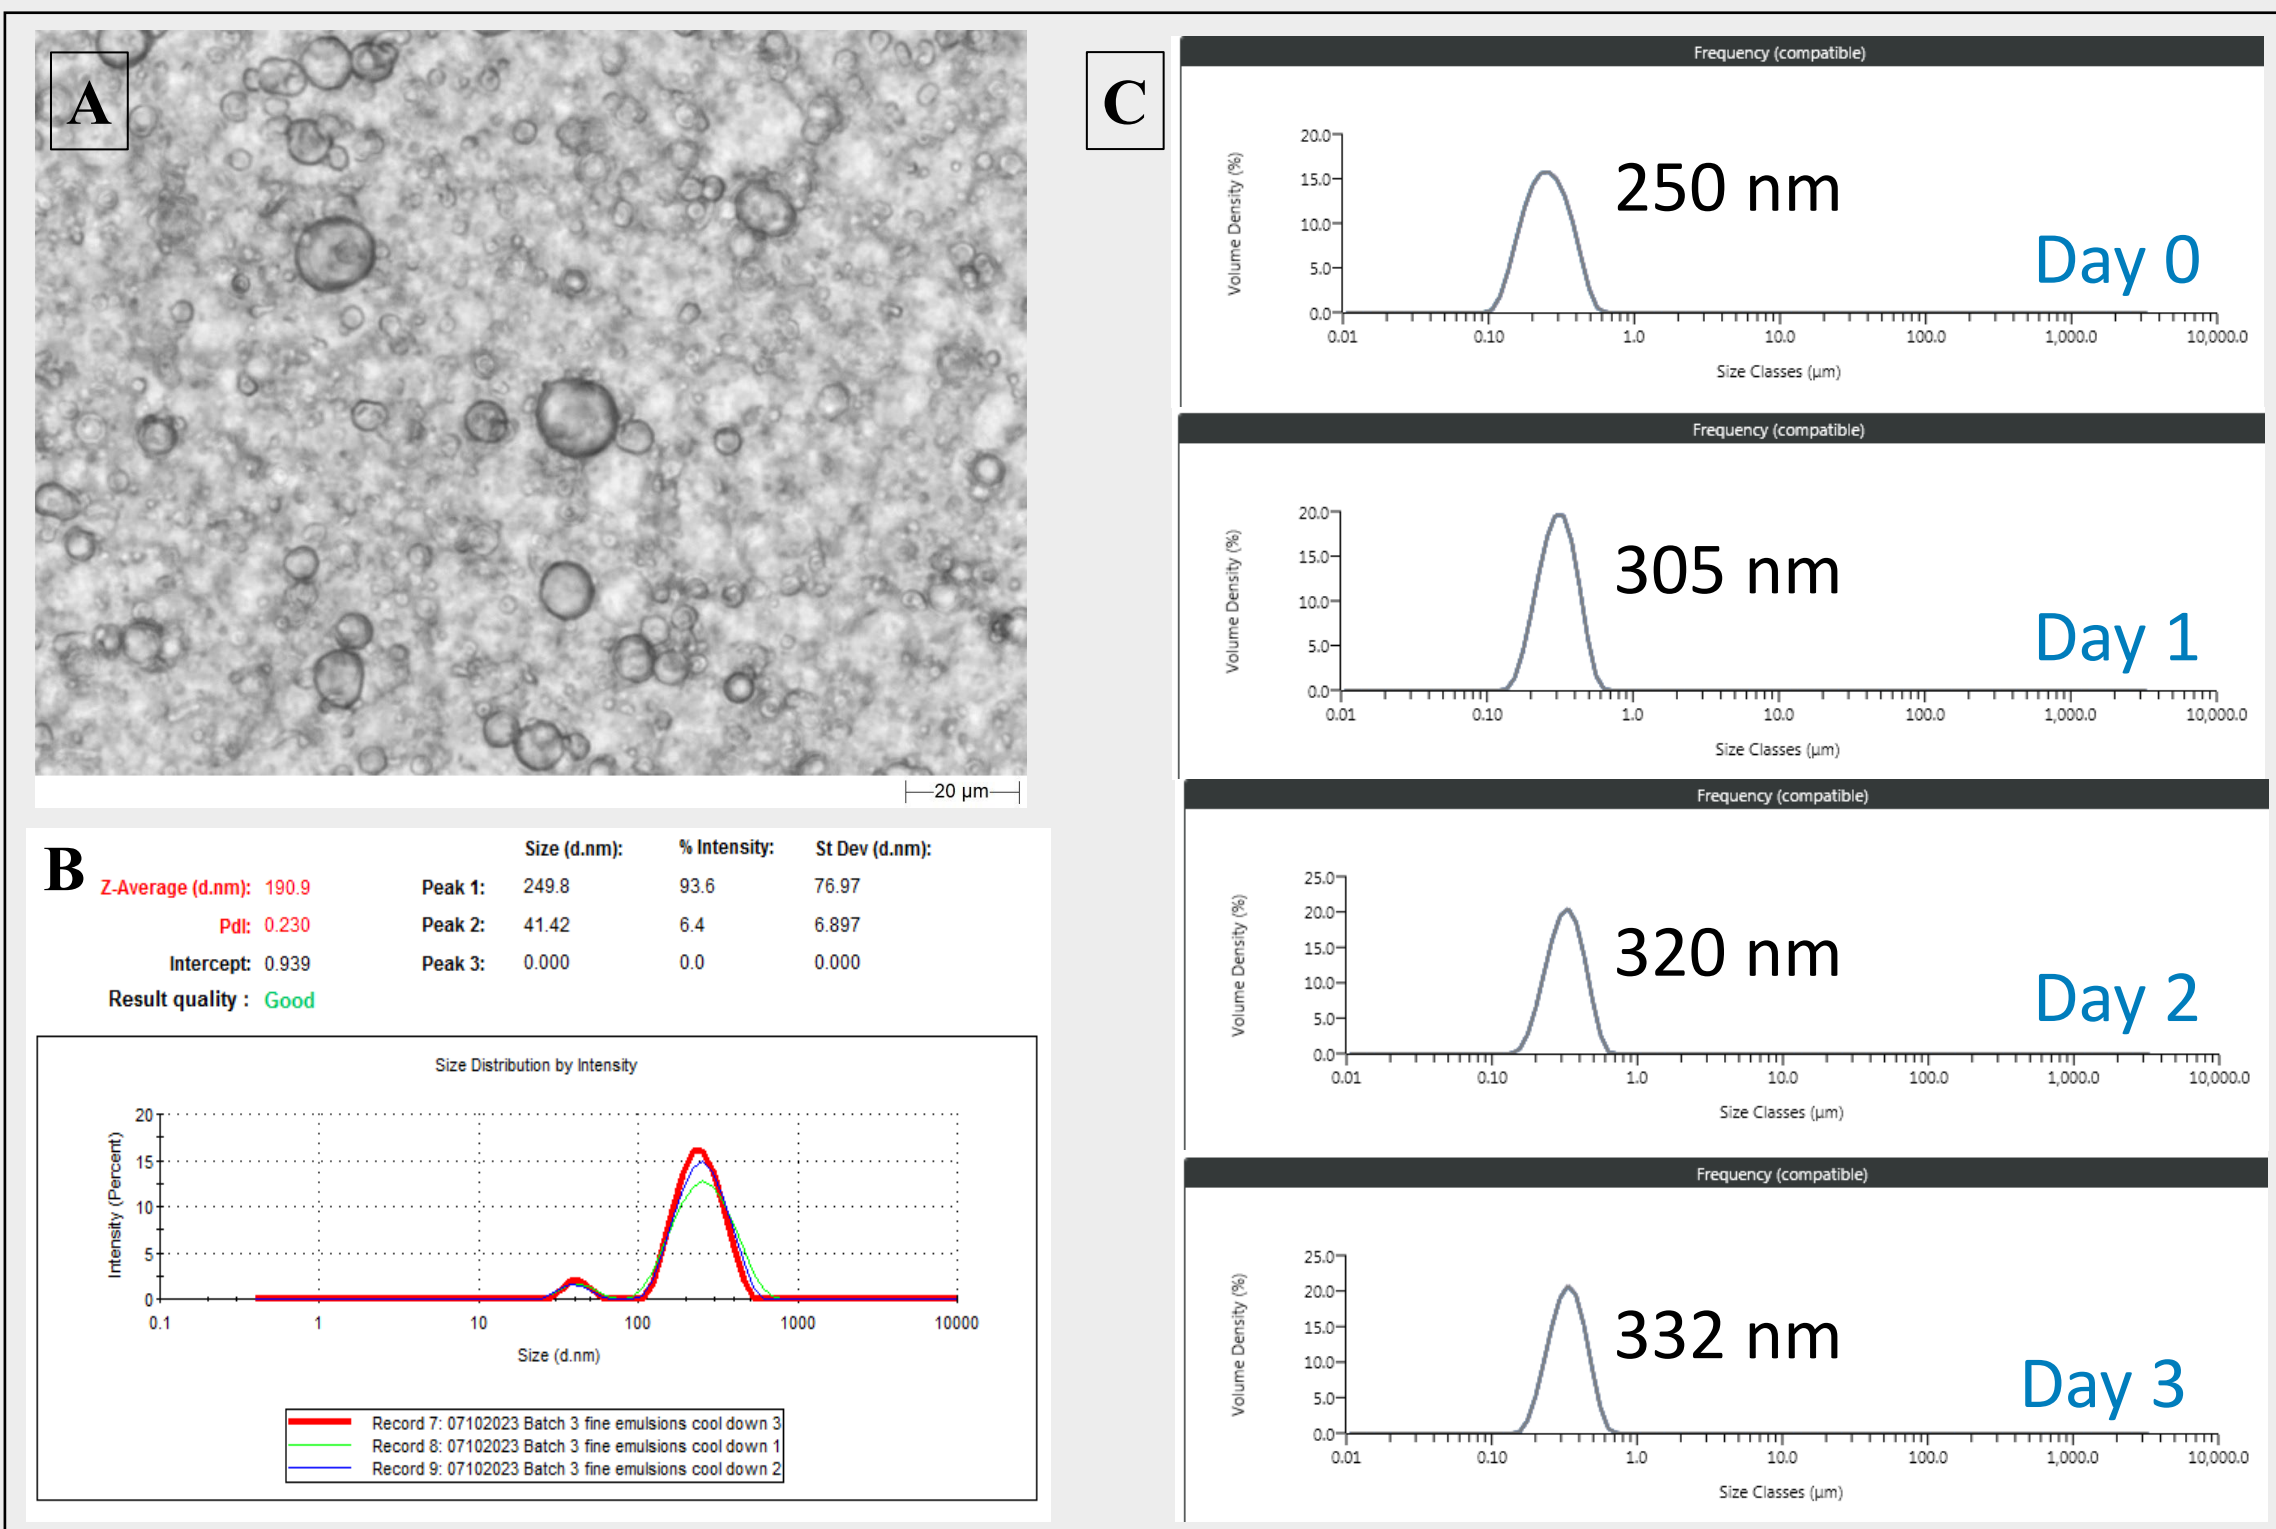 A
20 µm
B
Size (d.nm): % Intensity: St Dev (d.nm):
Z-Average (d.nm): 190.9 Peak 1: 249.8 93.6 76.97
PdI: 0.230 Peak 2: 41.42 6.4 6.897
Intercept: 0.939 Peak 3: 0.000 0.0 0.000
Result quality : Good
Size Distribution by Intensity
Intensity (Percent)
20
15
10
5
0
0.1 1 10 100 1000 10000
Size (d.nm)
Record 7: 07102023 Batch 3 fine emulsions cool down 3
Record 8: 07102023 Batch 3 fine emulsions cool down 1
Record 9: 07102023 Batch 3 fine emulsions cool down 2
C
Frequency (compatible)
Volume Density (%)
20.0
15.0
10.0
5.0
0.0
250 nm
Day 0
0.01 0.10 1.0 10.0 100.0 1,000.0 10,000.0
Size Classes (µm)
Frequency (compatible)
Volume Density (%)
20.0
15.0
10.0
5.0
0.0
305 nm
Day 1
0.01 0.10 1.0 10.0 100.0 1,000.0 10,000.0
Size Classes (µm)
Frequency (compatible)
Volume Density (%)
25.0
20.0
15.0
10.0
5.0
0.0
320 nm
Day 2
0.01 0.10 1.0 10.0 100.0 1,000.0 10,000.0
Size Classes (µm)
Frequency (compatible)
Volume Density (%)
25.0
20.0
15.0
10.0
5.0
0.0
332 nm
Day 3
0.01 0.10 1.0 10.0 100.0 1,000.0 10,000.0
Size Classes (µm)